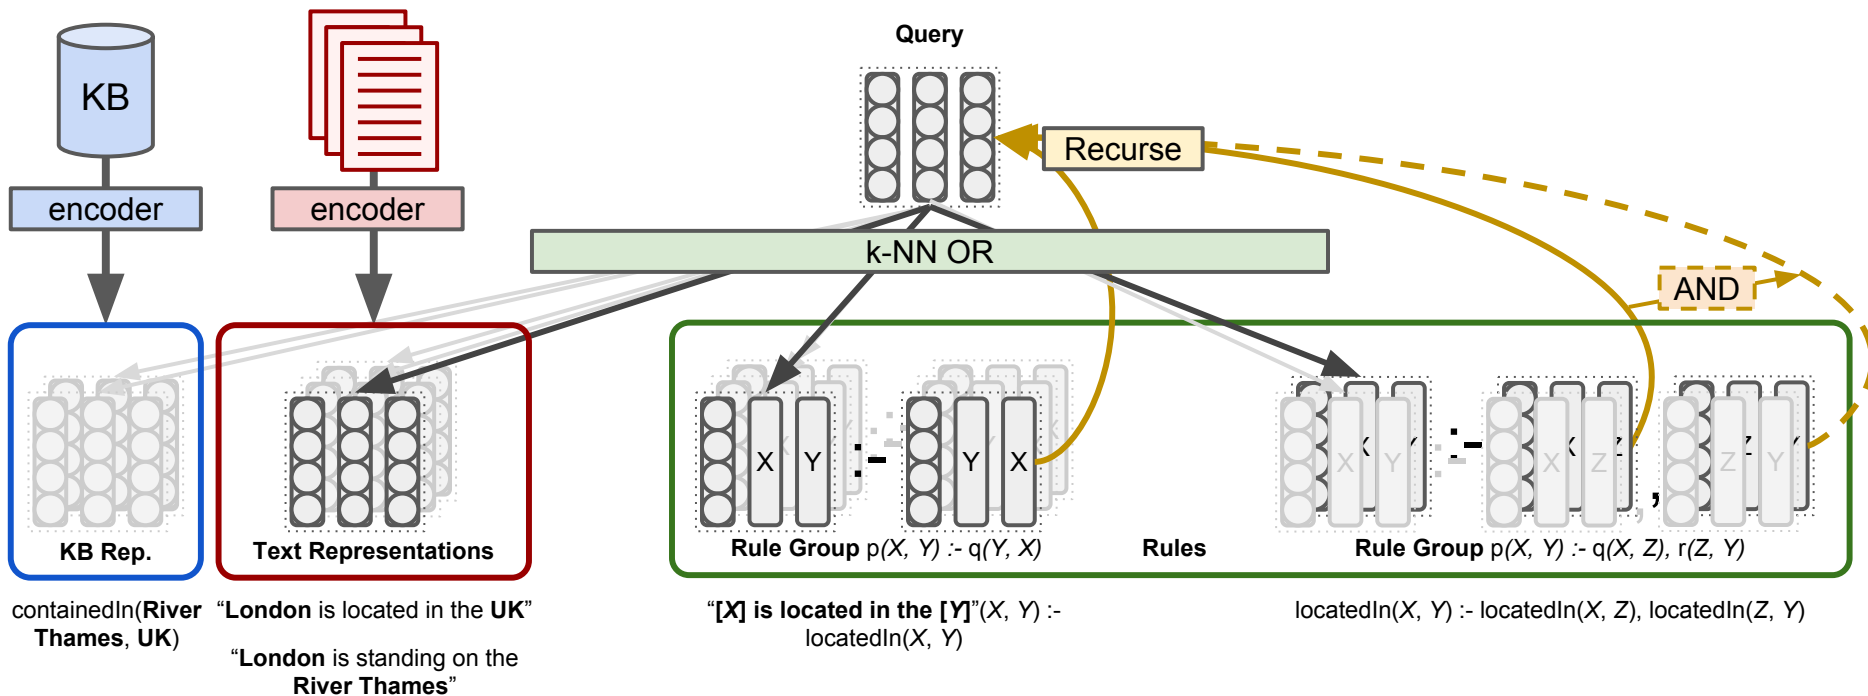 Query
KB
Recurse
encoder
encoder
k-NN OR
AND
X Y :- Y X
X Y :- X Z , Z Y
KB Rep.
Text Representations
Rule Group p(X, Y) :- q(Y, X)
Rules
Rule Group p(X, Y) :- q(X, Z), r(Z, Y)
containedIn(River
Thames, UK)
“London is located in the UK”
“London is standing on the
River Thames”
“[X] is located in the [Y]”(X, Y) :-
locatedIn(X, Y)
locatedIn(X, Y) :- locatedIn(X, Z), locatedIn(Z, Y)